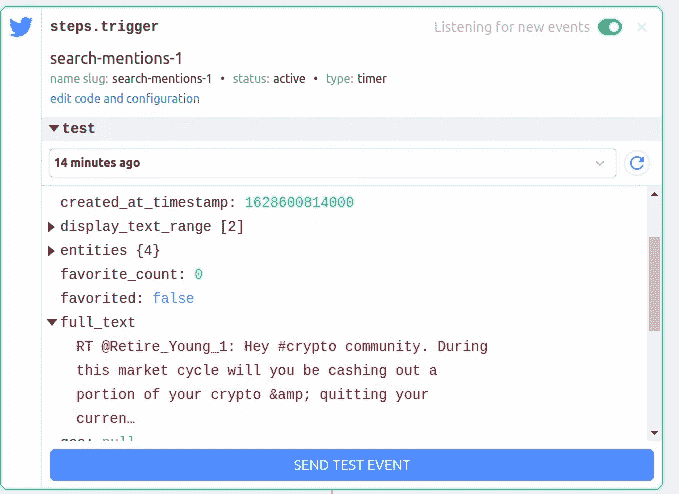 steps.trigger Listening for new events
search-mentions-1
name slug: search-mentions-1 • status: active • type: timer
edit code and configuration
test
14 minutes ago
created_at_timestamp: 1628600814000
display_text_range [2]
entities {4}
favorite_count: 0
favorited: false
full_text
RT @Retire_Young_1: Hey #crypto community. During
this market cycle will you be cashing out a
portion of your crypto &amp; quitting your
curren…
SEND TEST EVENT